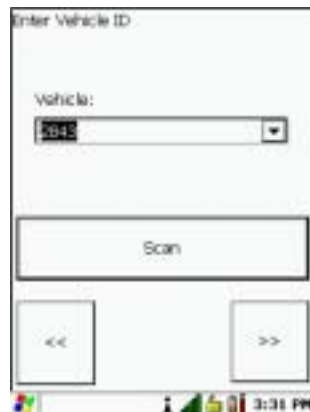 Enter Vehicle ID
Vehicle:
2843
Scan
<< >>
3:31 PM